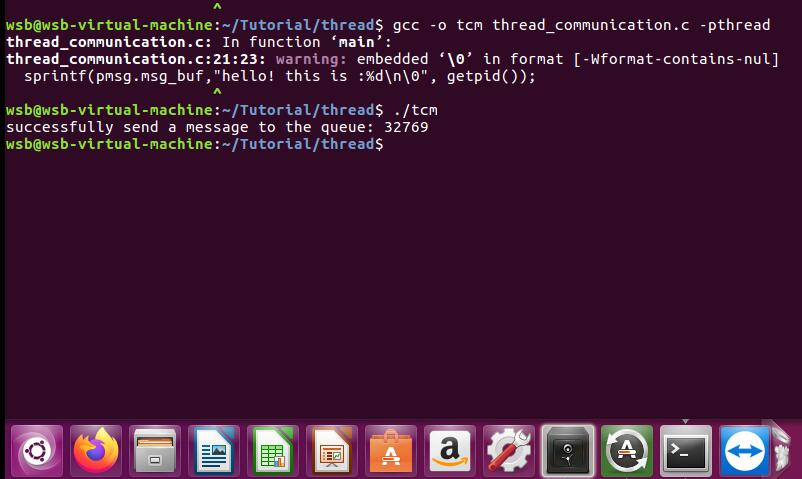 ^
wsb@wsb-virtual-machine:~/Tutorial/thread$ gcc -o tcm thread_communication.c -pthread
thread_communication.c: In function ‘main’:
thread_communication.c:21:23: warning: embedded ‘\0’ in format [-Wformat-contains-nul]
sprintf(pmsg.msg_buf,"hello! this is :%d\n\0", getpid());
^
wsb@wsb-virtual-machine:~/Tutorial/thread$ ./tcm
successfully send a message to the queue: 32769
wsb@wsb-virtual-machine:~/Tutorial/thread$